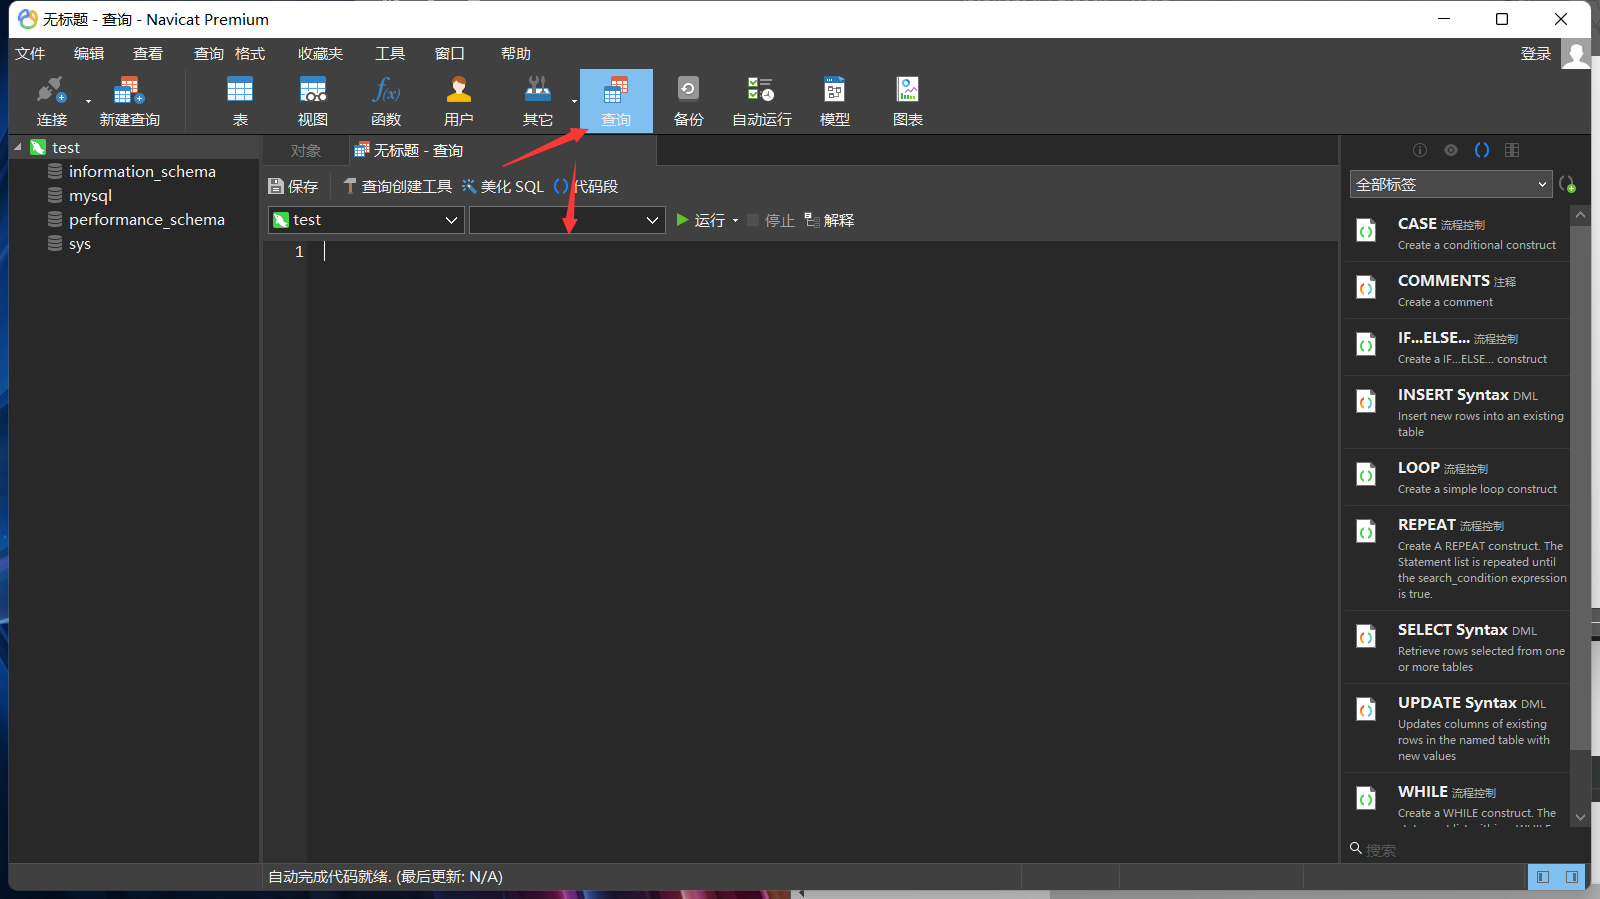 无标题 - 查询 - Navicat Premium
文件 编辑 查看 查询 格式 收藏夹 工具 窗口 帮助 登录
连接 新建查询 表 视图 函数 用户 其它 查询 备份 自动运行 模型 图表
test
information_schema
mysql
performance_schema
sys
对象 无标题 - 查询
保存 查询创建工具 美化 SQL 代码段
test 运行 停止 解释
1
全部标签
CASE 流程控制
Create a conditional construct
COMMENTS 注释
Create a comment
IF...ELSE... 流程控制
Create a IF...ELSE... construct
INSERT Syntax DML
Insert new rows into an existing
table
LOOP 流程控制
Create a simple loop construct
REPEAT 流程控制
Create A REPEAT construct. The
Statement list is repeated until
the search_condition expression
is true.
SELECT Syntax DML
Retrieve rows selected from one
or more tables
UPDATE Syntax DML
Updates columns of existing
rows in the named table with
new values
WHILE 流程控制
Create a WHILE construct. The
搜索
自动完成代码就绪. (最后更新: N/A)